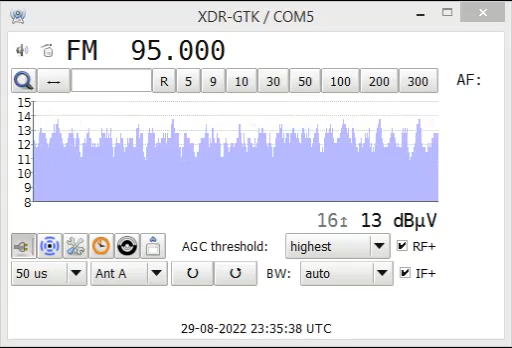 XDR-GTK / COM5
FM 95.000
R 5 9 10 30 50 100 200 300 AF:
15
14
13
12
11
10
9
8
16↥ 13 dBµV
AGC threshold: highest RF+
50 us Ant A BW: auto IF+
29-08-2022 23:35:38 UTC